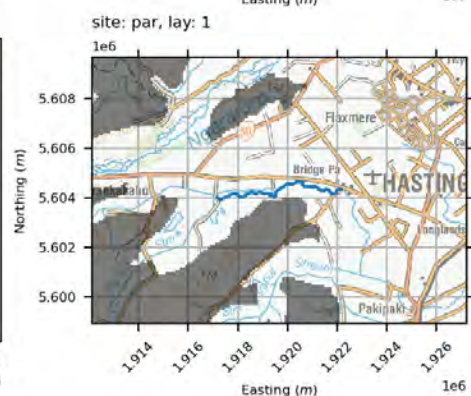 Easting (m)
site: par, lay: 1
1e6
5.608
5.606
5.604
5.602
5.600
Northing (m)
Flaxmere
Bridge Pa
HASTING
Longlands
Stream
Pakipaki
1.914
1.916
1.918
1.920
1.922
1.924
1.926
1e6
Easting (m)